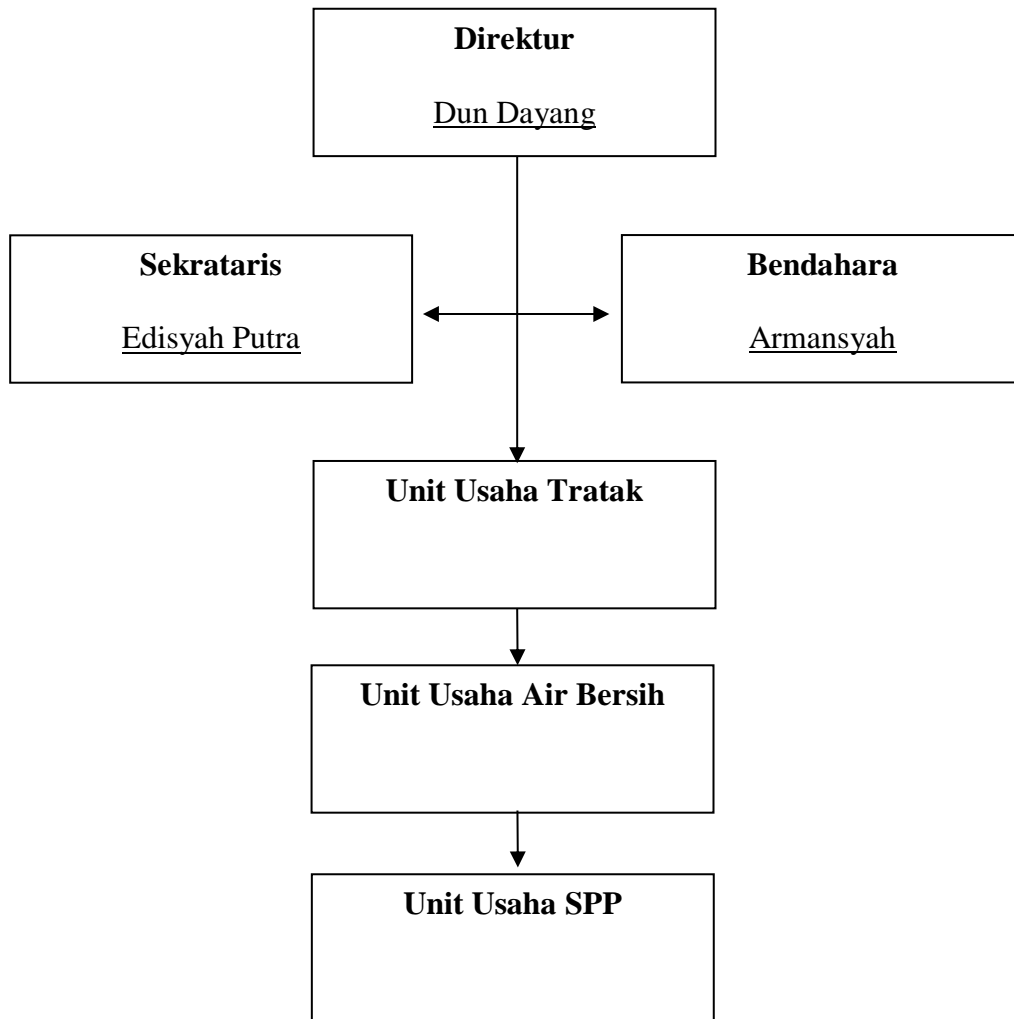 Direktur
Dun Dayang
Sekrataris
Edisyah Putra
Bendahara
Armansyah
Unit Usaha Tratak
Unit Usaha Air Bersih
Unit Usaha SPP